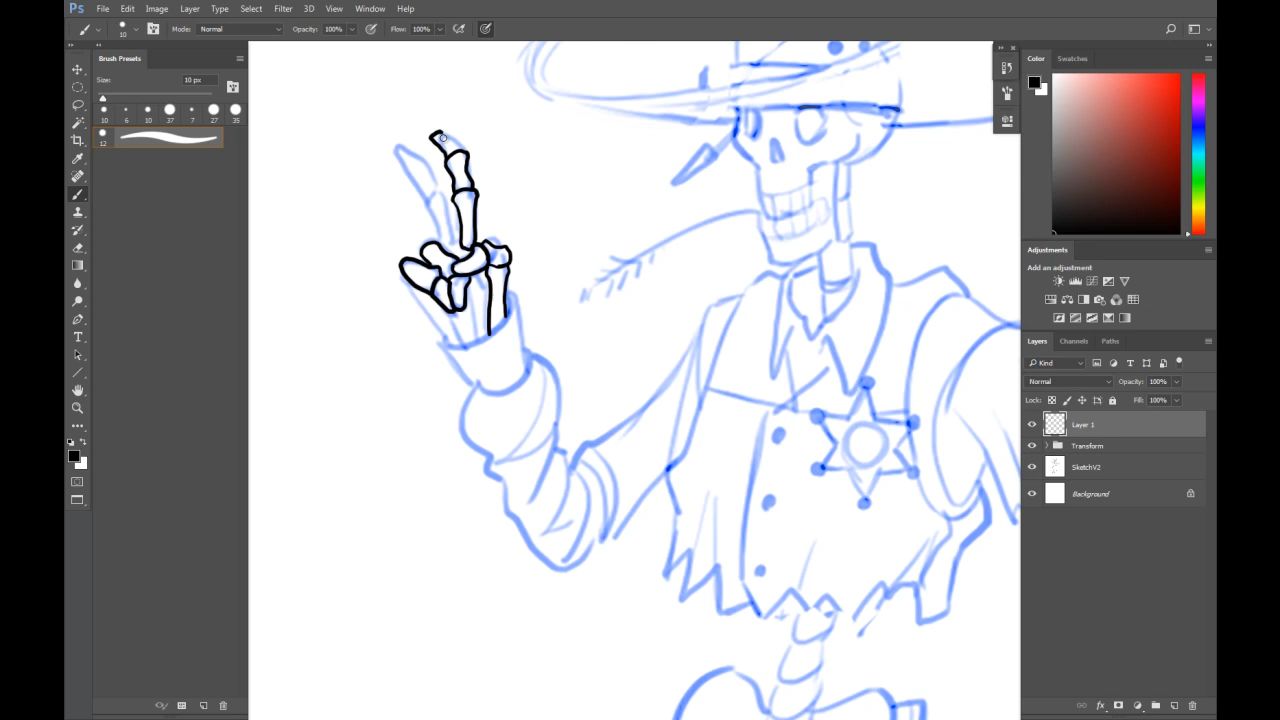 Ps File Edit Image Layer Type Select Filter 3D View Window Help
10 Mode: Normal Opacity: 100% Flow: 100%
Brush Presets
Size: 10 px
10 6 10 37 7 27 35
12
Color Swatches
Adjustments
Add an adjustment
Layers Channels Paths
Kind
Normal Opacity: 100%
Lock: Fill: 100%
Layer 1
Transform
SketchV2
Background
fx